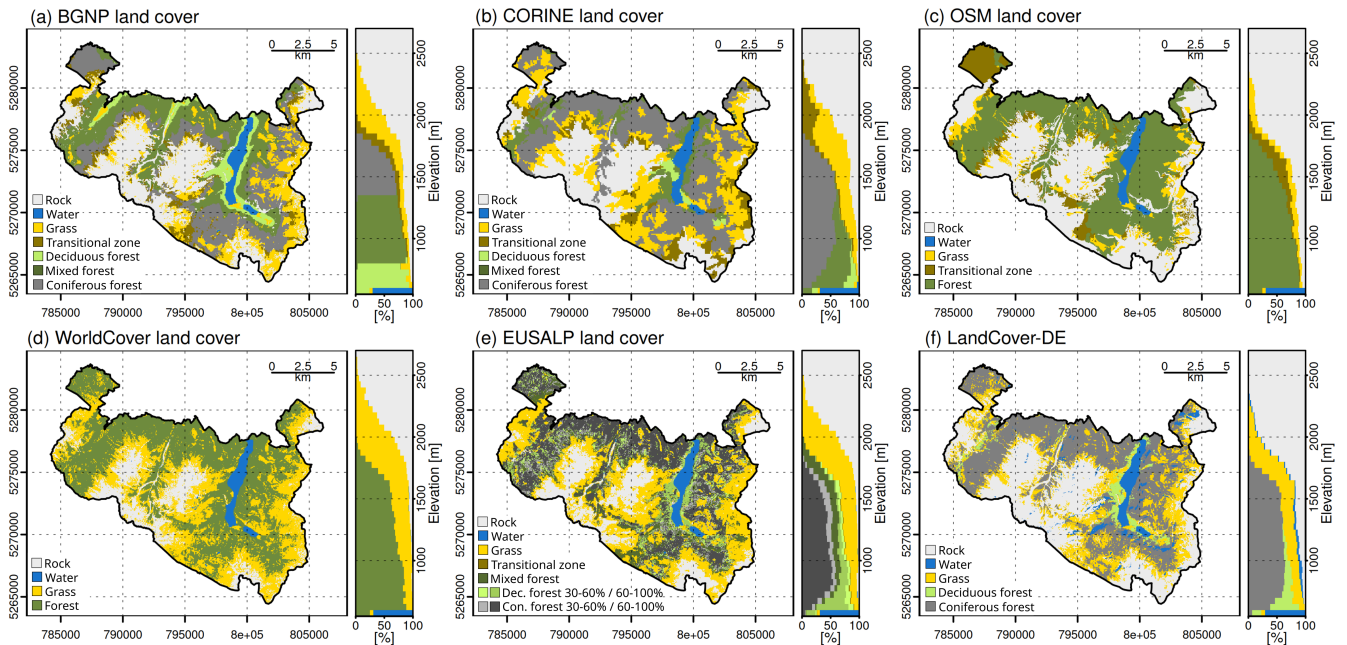 (a) BGNP land cover
0 2.5 5
km
5280000
5275000
5270000
5265000
Rock
Water
Grass
Transitional zone
Deciduous forest
Mixed forest
Coniferous forest
785000 790000 795000 8e+05 805000
2500
2000
1500
1000
Elevation [m]
0 50 100
[%]
(b) CORINE land cover
0 2.5 5
km
Rock
Water
Grass
Transitional zone
Deciduous forest
Mixed forest
Coniferous forest
785000 790000 795000 8e+05 805000
2500
2000
1500
1000
Elevation [m]
0 50 100
[%]
(c) OSM land cover
0 2.5 5
km
5280000
5275000
5270000
5265000
Rock
Water
Grass
Transitional zone
Forest
785000 790000 795000 8e+05 805000
2500
2000
1500
1000
Elevation [m]
0 50 100
[%]
(d) WorldCover land cover
0 2.5 5
km
5280000
5275000
5270000
5265000
Rock
Water
Grass
Forest
785000 790000 795000 8e+05 805000
2500
2000
1500
1000
Elevation [m]
0 50 100
[%]
(e) EUSALP land cover
0 2.5 5
km
Rock
Water
Grass
Transitional zone
Mixed forest
Dec. forest 30-60% / 60-100%
Con. forest 30-60% / 60-100%
785000 790000 795000 8e+05 805000
2500
2000
1500
1000
Elevation [m]
0 50 100
[%]
(f) LandCover-DE
0 2.5 5
km
5280000
5275000
5270000
5265000
Rock
Water
Grass
Deciduous forest
Coniferous forest
785000 790000 795000 8e+05 805000
2500
2000
1500
1000
Elevation [m]
0 50 100
[%]